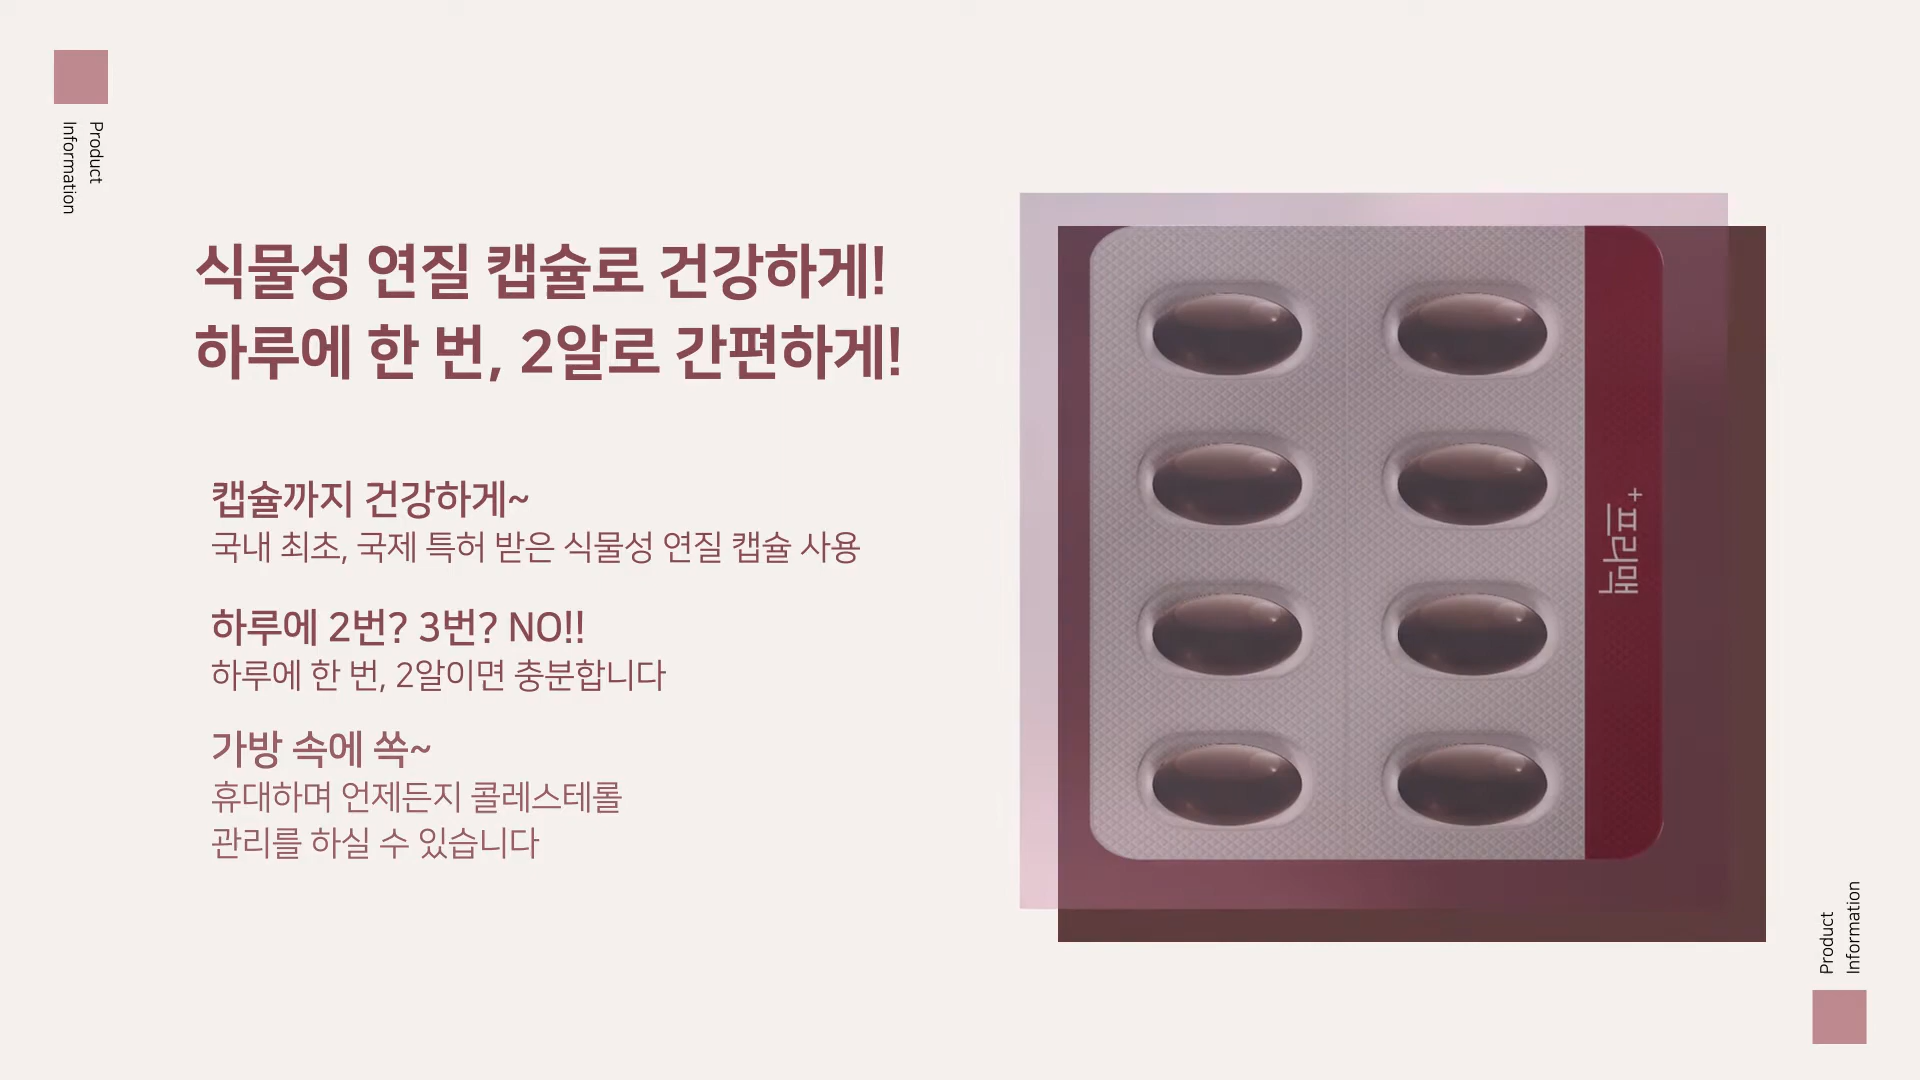 Product
Information
식물성 연질 캡슐로 건강하게!
하루에 한 번, 2알로 간편하게!
캡슐까지 건강하게~
국내 최초, 국제 특허 받은 식물성 연질 캡슐 사용
하루에 2번? 3번? NO!!
하루에 한 번, 2알이면 충분합니다
가방 속에 쏙~
휴대하며 언제든지 콜레스테롤
관리를 하실 수 있습니다
+프리맥
Product
Information